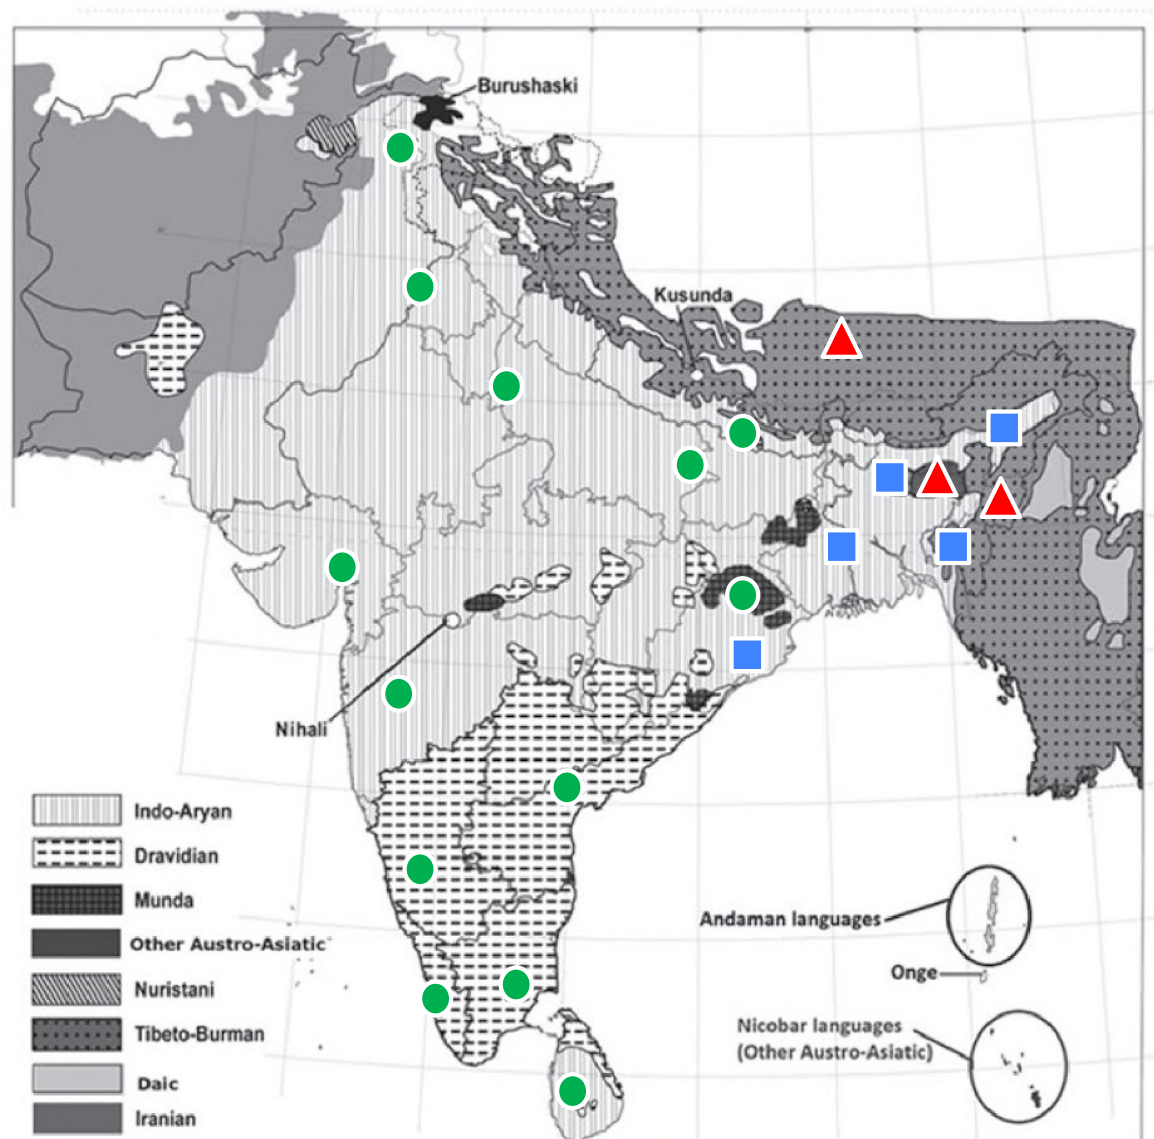 Burushaski
Kusunda
Nihali
Indo-Aryan
Dravidian
Munda
Other Austro-Asiatic
Nuristani
Tibeto-Burman
Daic
Iranian
Andaman languages
Onge
Nicobar languages
(Other Austro-Asiatic)